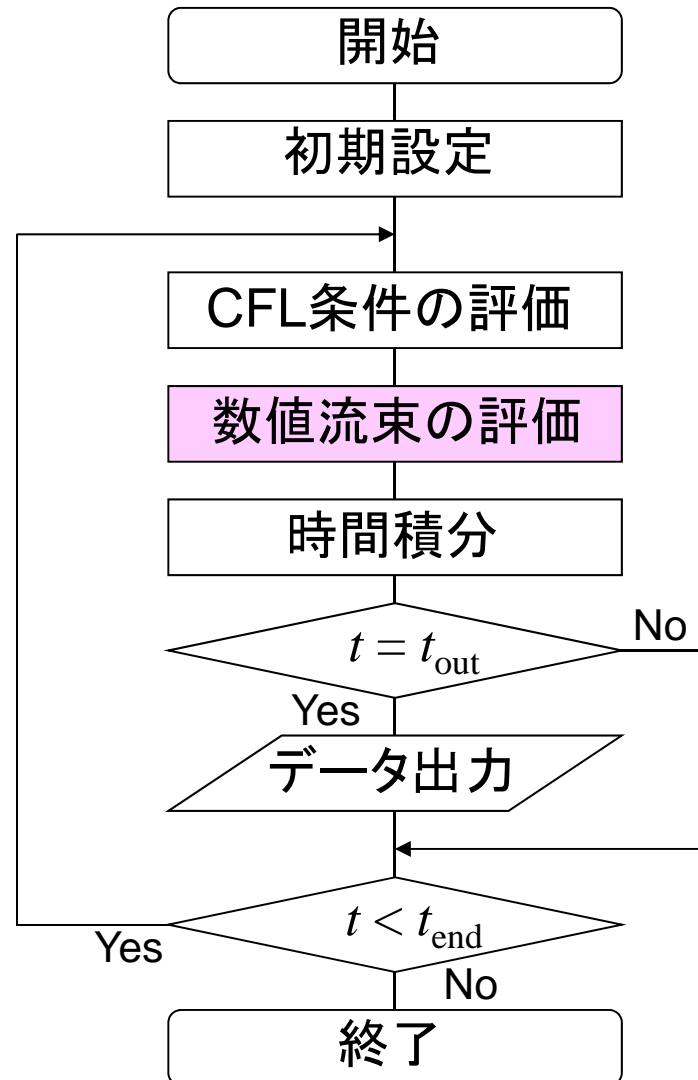 開始
初期設定
CFL条件の評価
数値流束の評価
時間積分
t = t_out
No
Yes
データ出力
t < t_end
Yes
No
終了